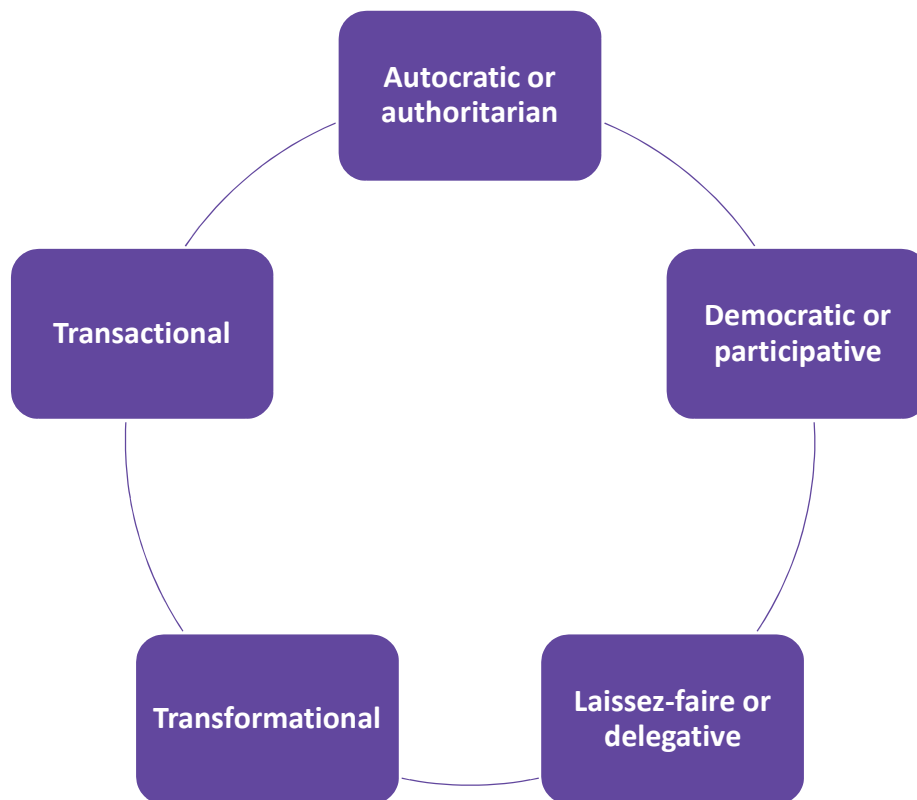 Autocratic or
authoritarian
Democratic or
participative
Laissez-faire or
delegative
Transformational
Transactional